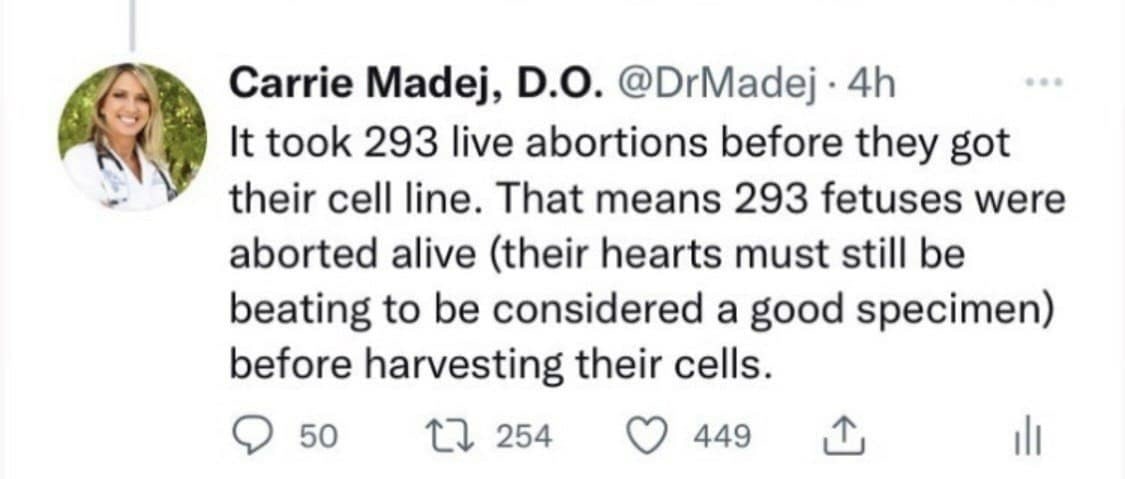 Carrie Madej, D.O. @DrMadej · 4h
It took 293 live abortions before they got
their cell line. That means 293 fetuses were
aborted alive (their hearts must still be
beating to be considered a good specimen)
before harvesting their cells.
50 254 449